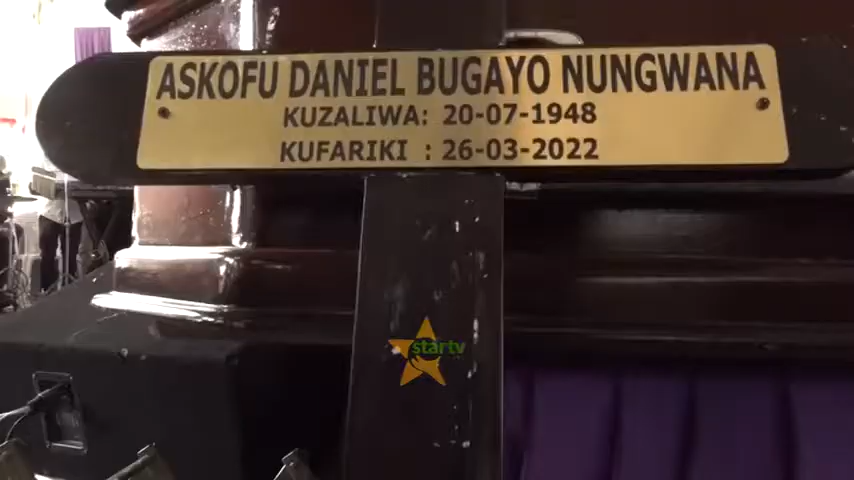 ASKOFU DANIEL BUGAYO NUNGWANA
KUZALIWA: 20-07-1948
KUFARIKI : 26-03-2022
startv